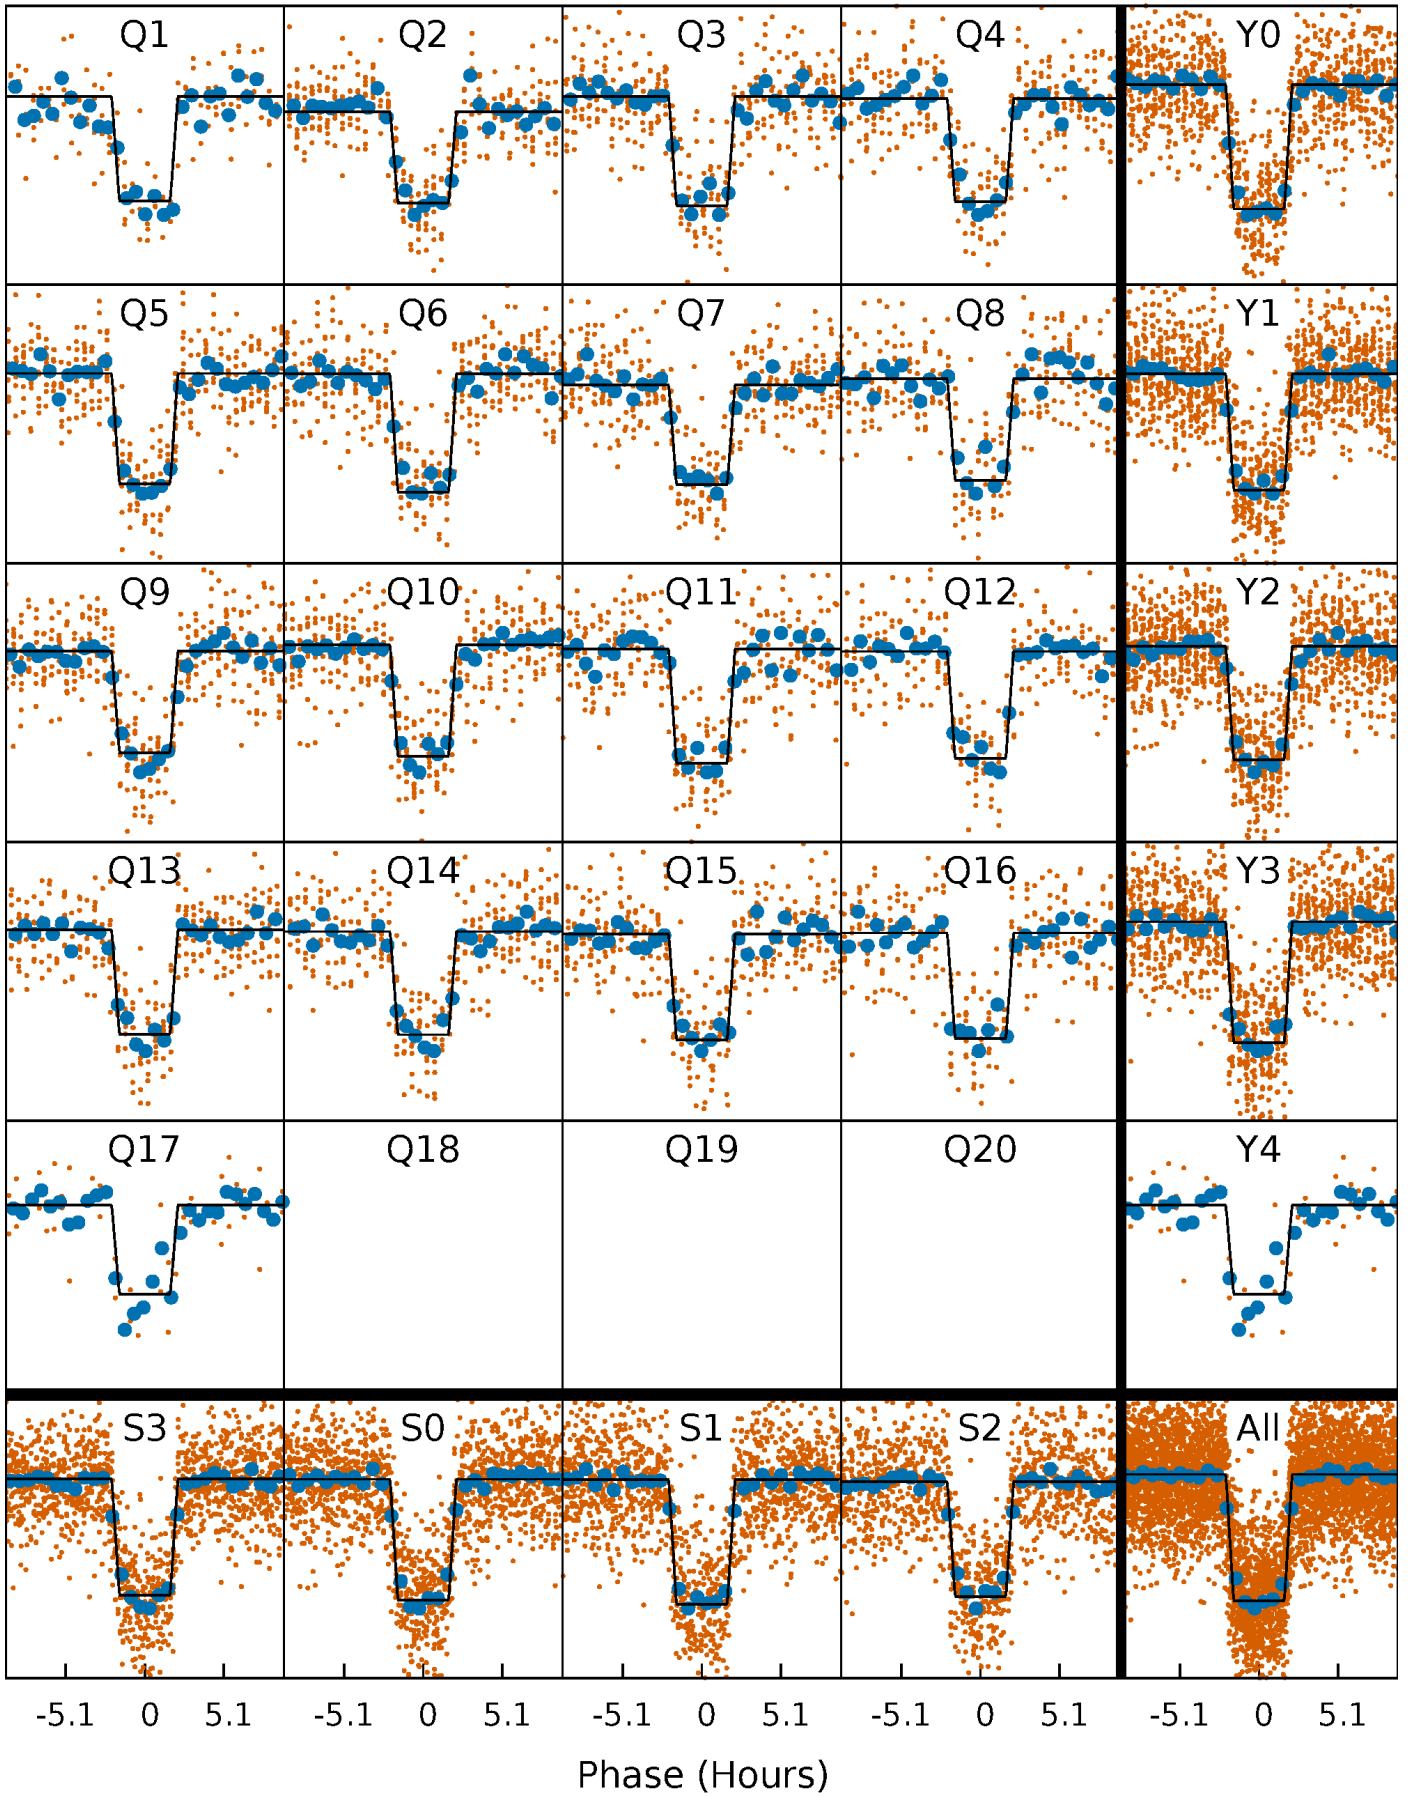 Q1 Q2 Q3 Q4 Y0
Q5 Q6 Q7 Q8 Y1
Q9 Q10 Q11 Q12 Y2
Q13 Q14 Q15 Q16 Y3
Q17 Q18 Q19 Q20 Y4
S3 S0 S1 S2 All
-5.1 0 5.1 -5.1 0 5.1 -5.1 0 5.1 -5.1 0 5.1 -5.1 0 5.1
Phase (Hours)